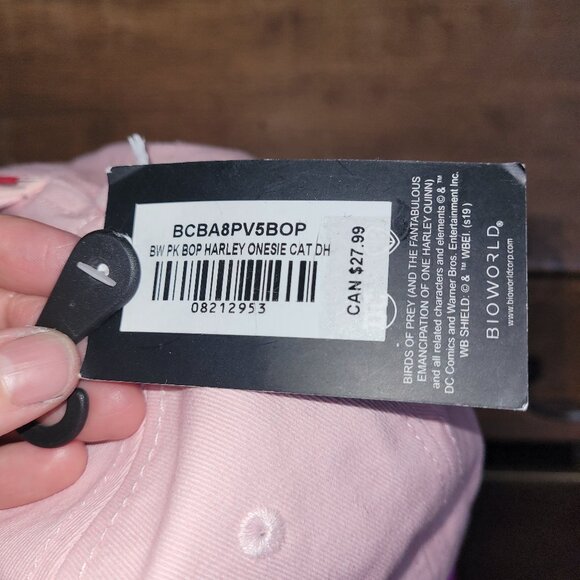 BCBA8PV5BOP
BW PK BOP HARLEY ONESIE CAT DH
08212953
CAN $27.99
BIRDS OF PREY (AND THE FANTABULOUS
EMANCIPATION OF ONE HARLEY QUINN)
and all related characters and elements © & ™
DC Comics and Warner Bros. Entertainment Inc.
WB SHIELD: © & ™ WBEI. (s19)
BIOWORLD®
www.bioworldcorp.com